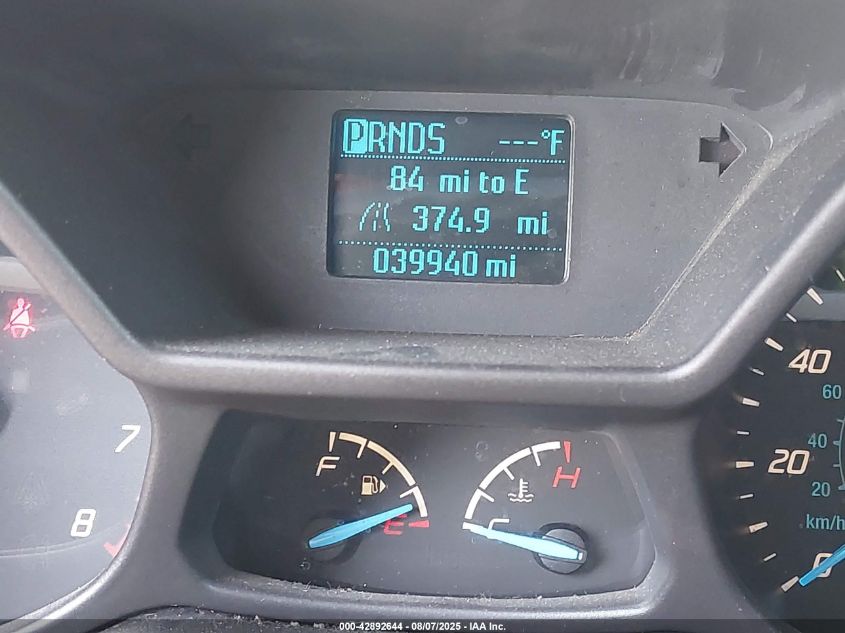 PRNDS ---°F
84 mi to E
374.9 mi
039940 mi
40
60
7
F
H
40
20
20
8
E
C
km/h
0
000-42892644 - 08/07/2025 - IAA Inc.